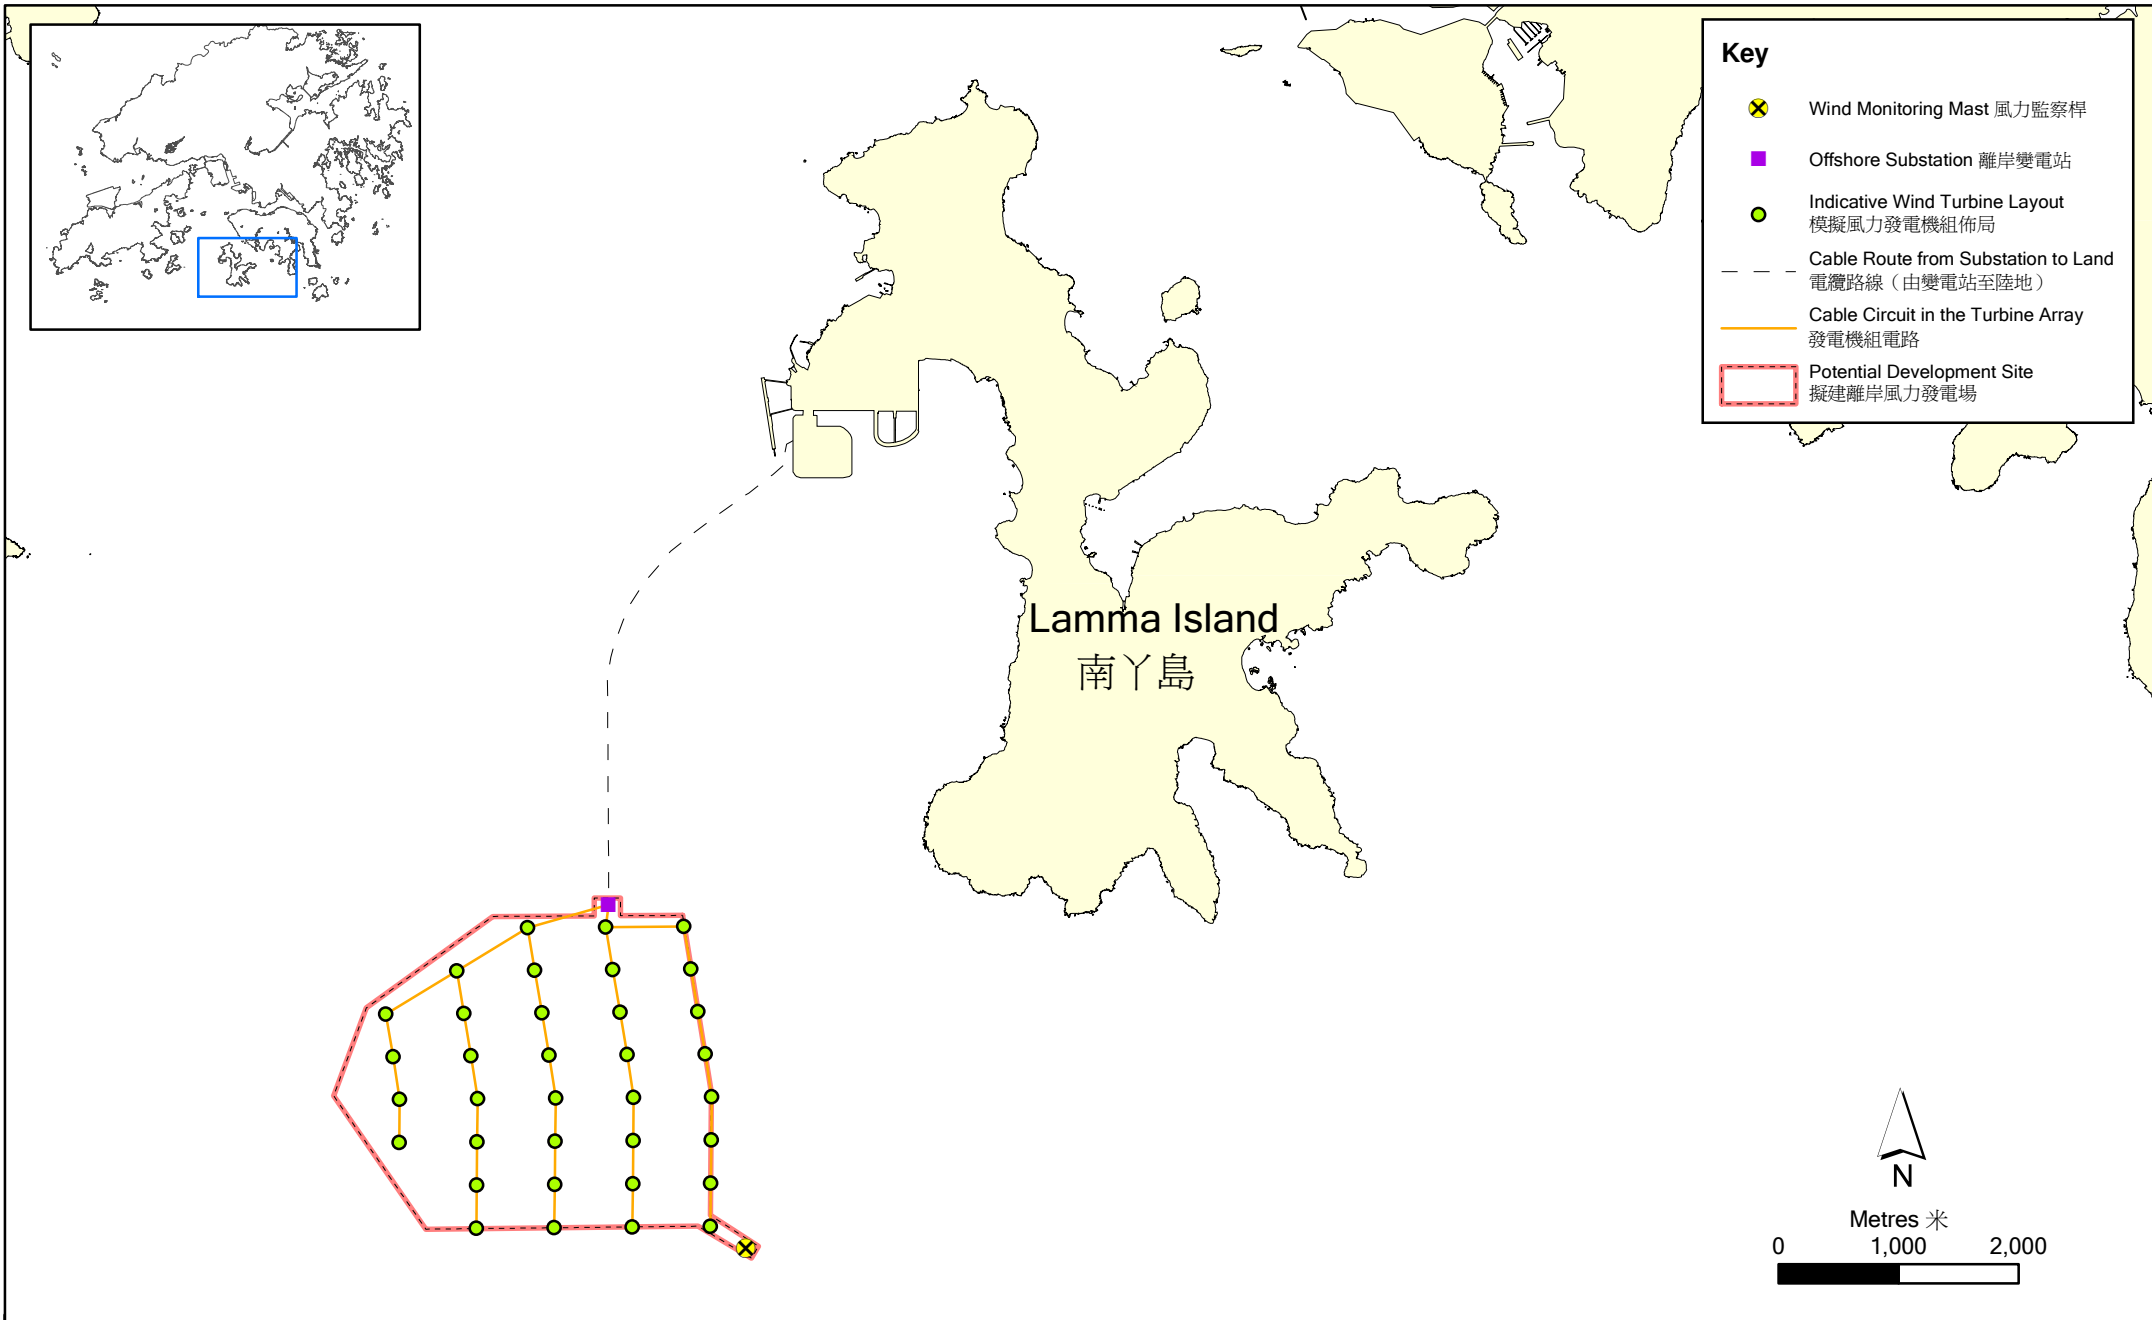 Key
Wind Monitoring Mast 風力監察桿
Offshore Substation 離岸變電站
Indicative Wind Turbine Layout
模擬風力發電機組佈局
Cable Route from Substation to Land
電纜路線（由變電站至陸地）
Cable Circuit in the Turbine Array
發電機組電路
Potential Development Site
擬建離岸風力發電場
Lamma Island
南丫島
N
Metres 米
0 1,000 2,000